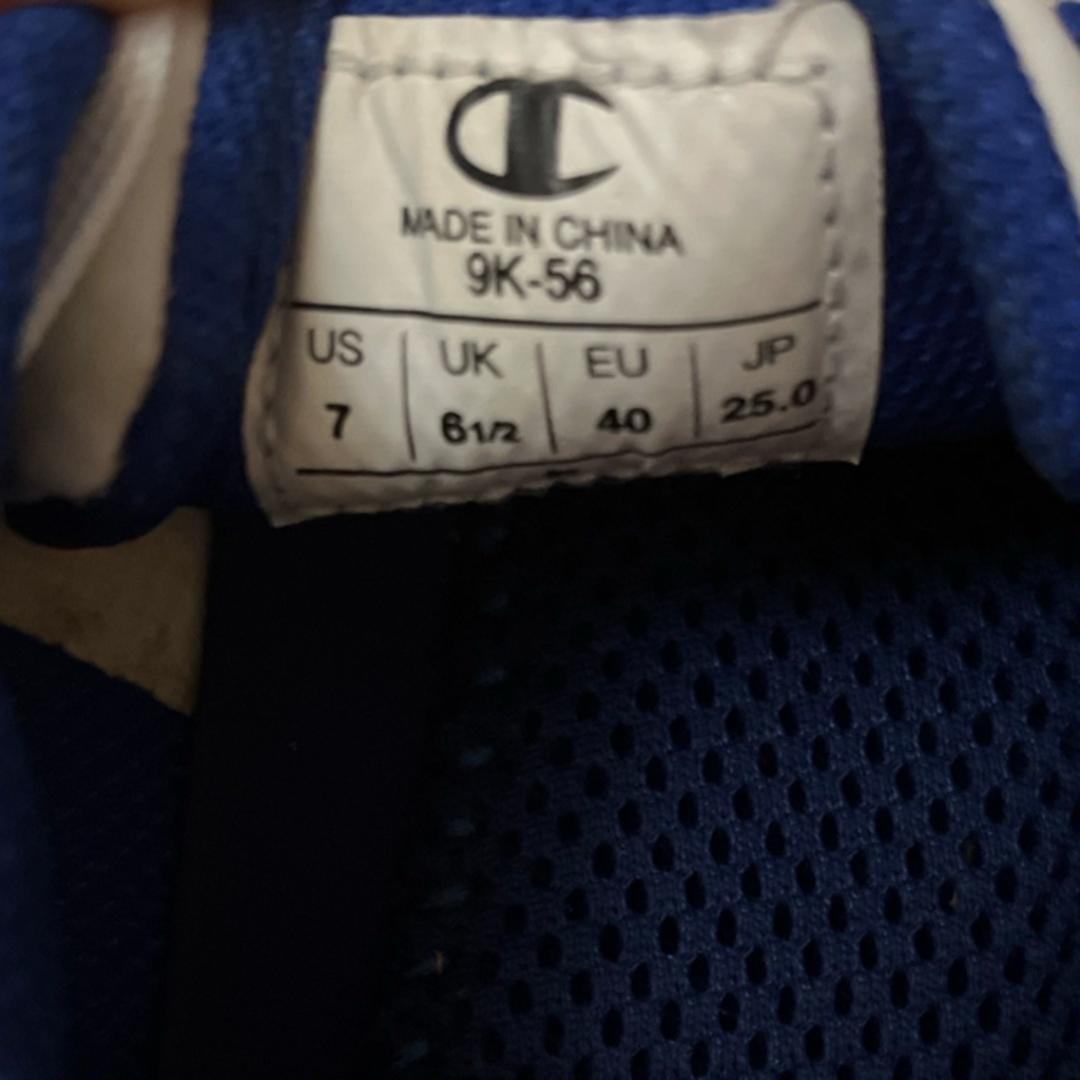 MADE IN CHINA
9K-56
US UK EU JP
7 6 1/2 40 25.0